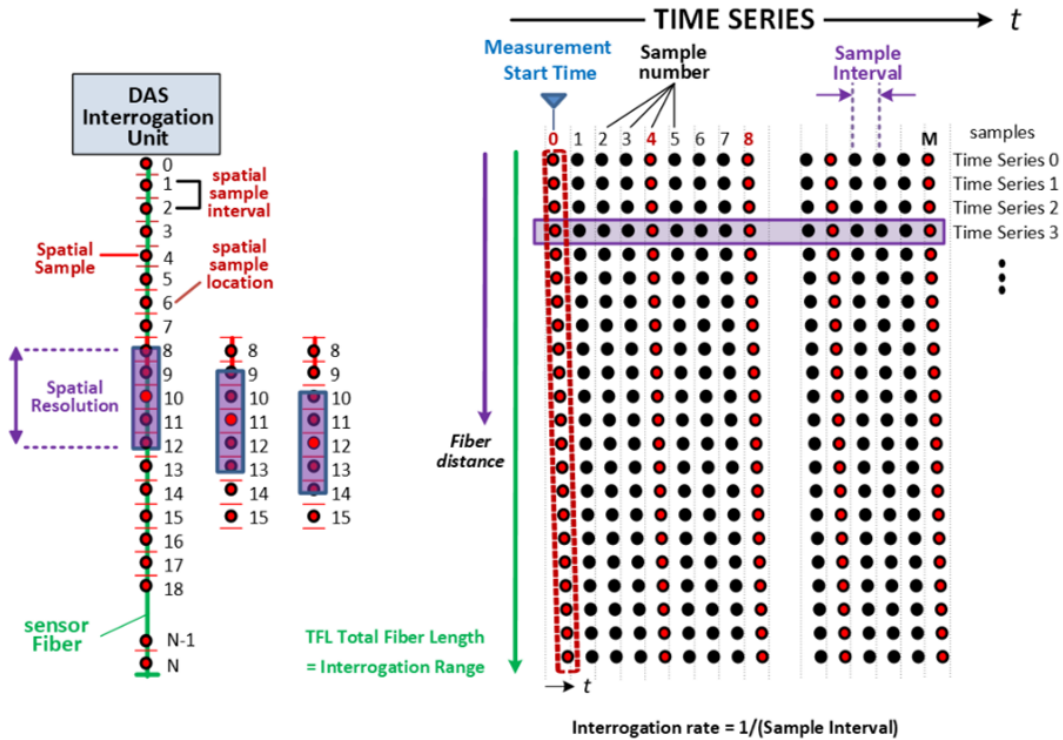 TIME SERIES
t
Measurement
Start Time
Sample
number
Sample
Interval
0 1 2 3 4 5 6 7 8 M samples
Time Series 0
Time Series 1
Time Series 2
Time Series 3
DAS
Interrogation
Unit
0
1
2
3
4
5
6
7
8
9
10
11
12
13
14
15
16
17
18
N-1
N
spatial
sample
interval
Spatial
Sample
spatial
sample
location
Spatial
Resolution
8
9
10
11
12
13
14
15
8
9
10
11
12
13
14
15
sensor
Fiber
Fiber
distance
TFL Total Fiber Length
= Interrogation Range
t
Interrogation rate = 1/(Sample Interval)